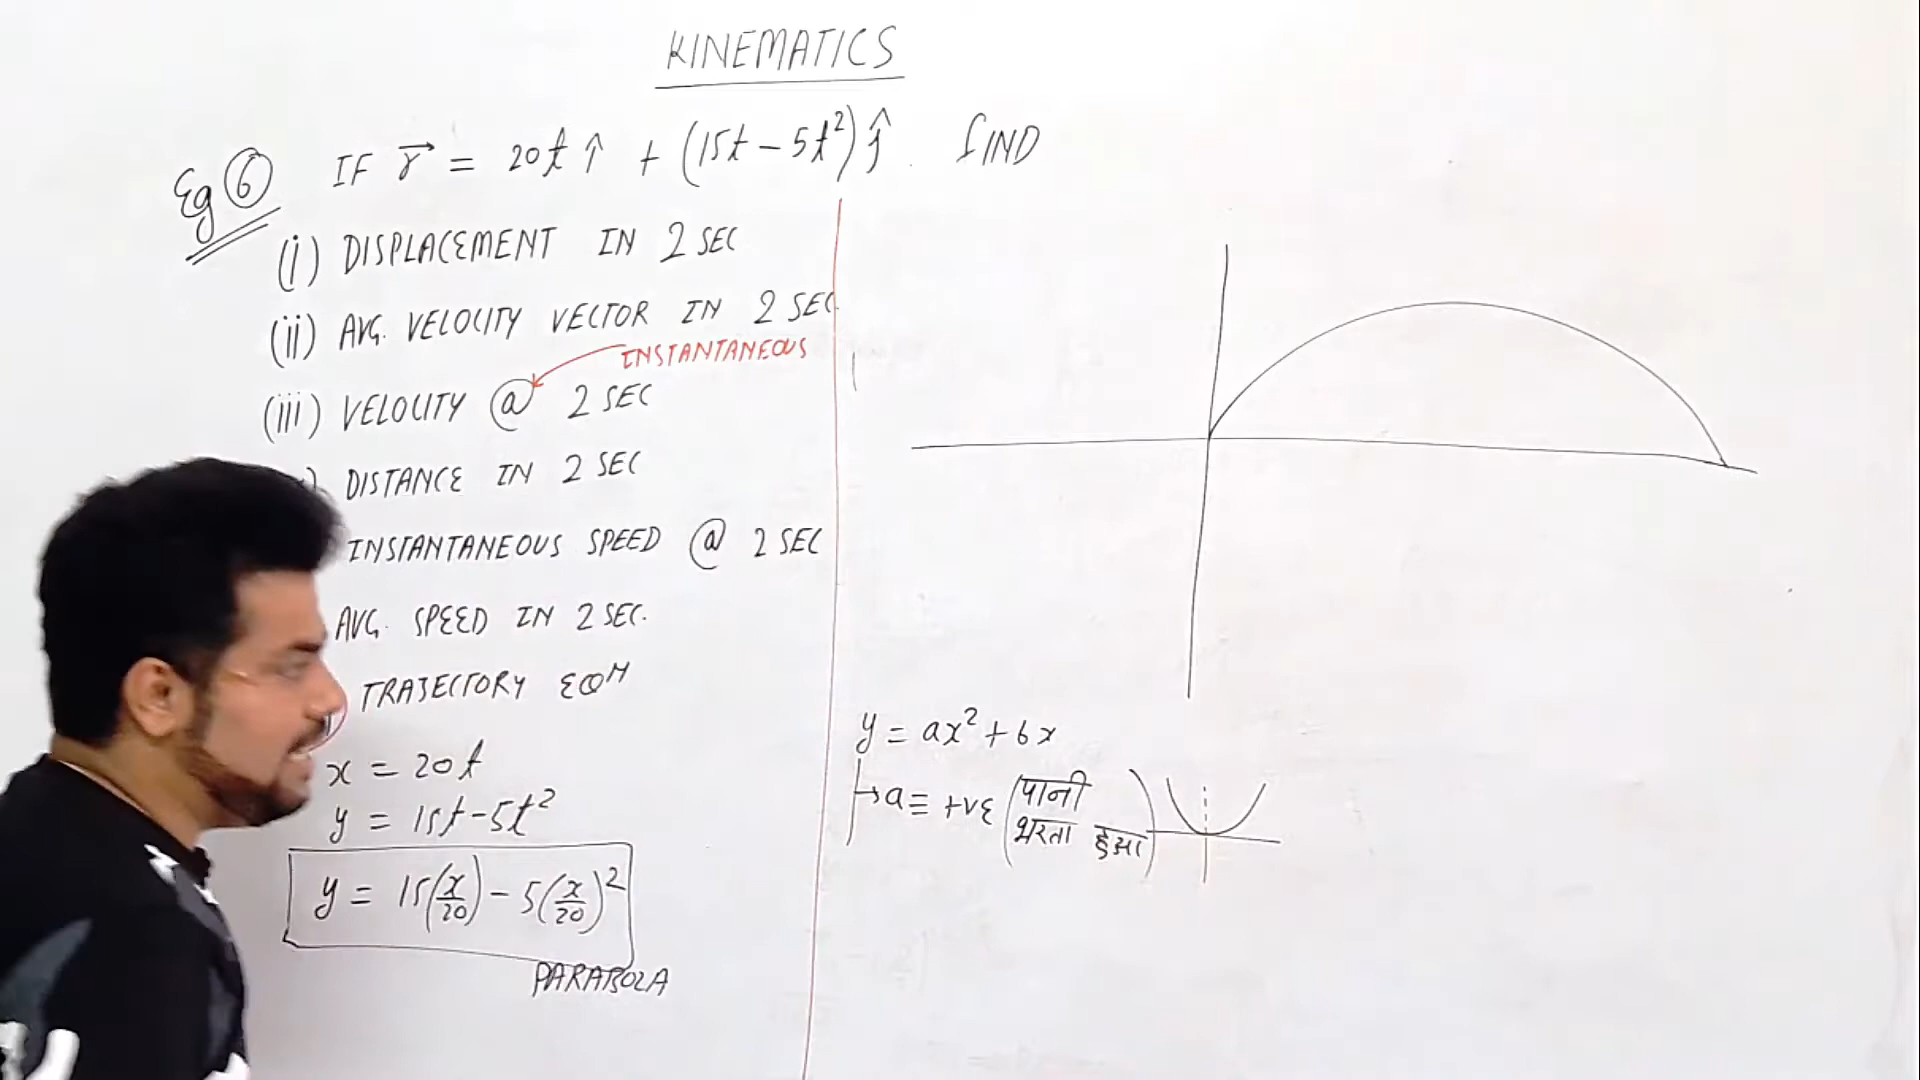 KINEMATICS
Eg 6 IF r⃗ = 20t î + (15t - 5t²) ĵ. FIND
(i) DISPLACEMENT IN 2 SEC
(ii) AVG. VELOCITY VECTOR IN 2 SEC
INSTANTANEOUS
(iii) VELOCITY @ 2 SEC
DISTANCE IN 2 SEC
INSTANTANEOUS SPEED @ 2 SEC
AVG. SPEED IN 2 SEC.
TRAJECTORY EQN
x = 20t
y = 15t - 5t²
y = 15(x/20) - 5(x/20)²
PARABOLA
y = ax² + bx
→ a ≡ +VE (पानी
भरता हुआ)